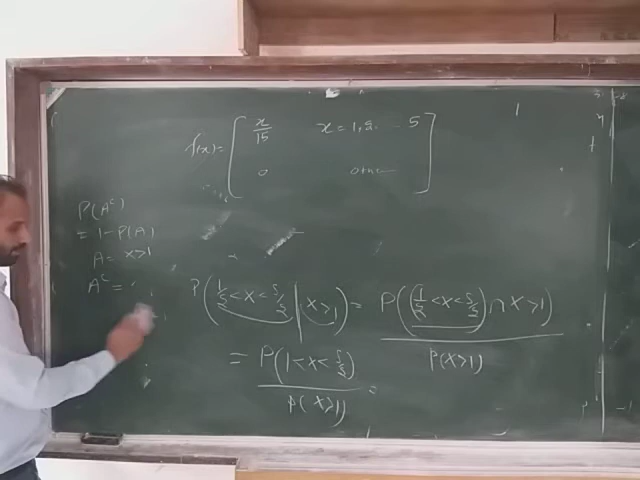 f(x) = [ x/15 x = 1, 2 - - 5
0 other ]
P(A^c)
= 1 - P(A)
A = x > 1
A^c =
P(1/2 < x < 5/2 | x > 1) = P((1/2 < x < 5/2) ∩ x > 1) / P(x > 1)
= P(1 < x < 5/2) / P(x > 1) =